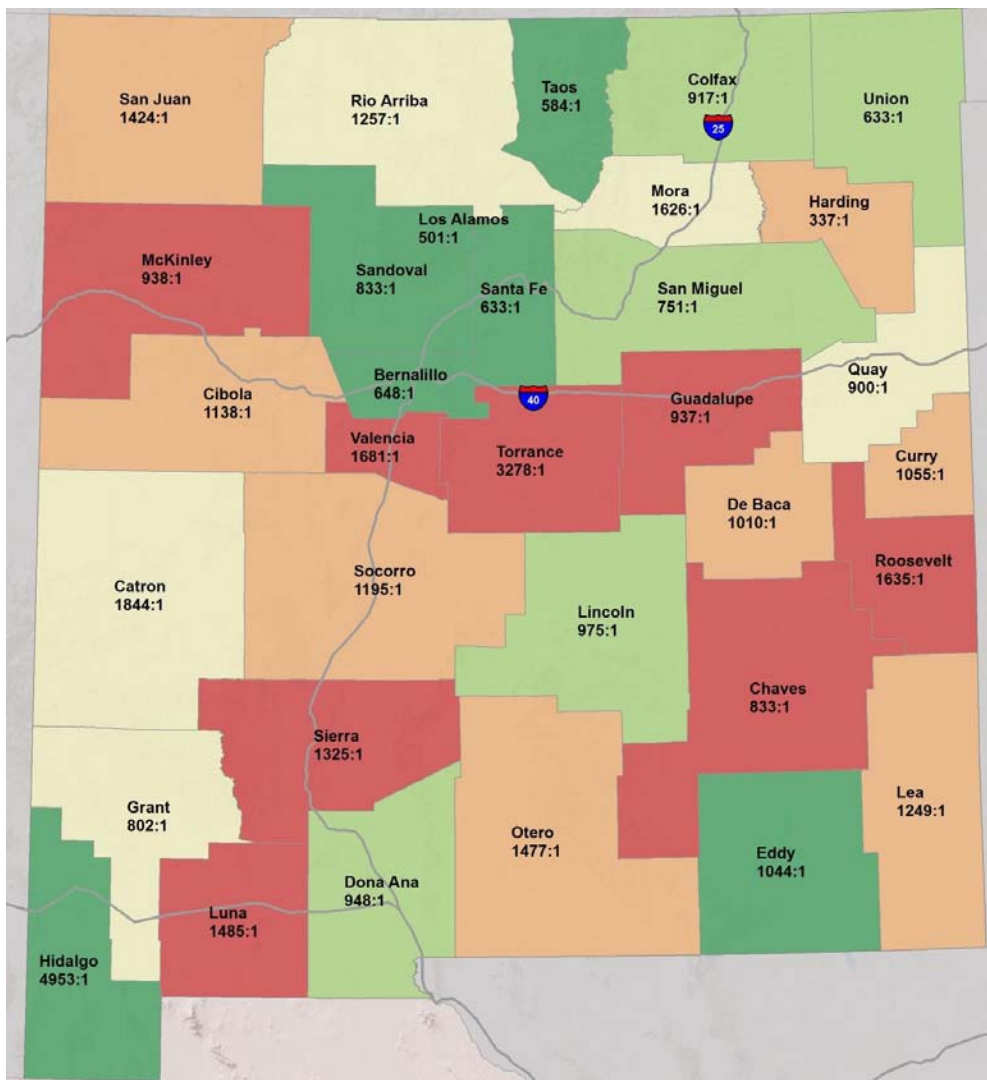 San Juan
1424:1
Rio Arriba
1257:1
Taos
584:1
Colfax
917:1
25
Union
633:1
Mora
1626:1
Harding
337:1
McKinley
938:1
Los Alamos
501:1
Sandoval
833:1
Santa Fe
633:1
San Miguel
751:1
Cibola
1138:1
Bernalillo
648:1
40
Guadalupe
937:1
Quay
900:1
Valencia
1681:1
Torrance
3278:1
Curry
1055:1
De Baca
1010:1
Catron
1844:1
Socorro
1195:1
Roosevelt
1635:1
Lincoln
975:1
Chaves
833:1
Sierra
1325:1
Grant
802:1
Otero
1477:1
Lea
1249:1
Eddy
1044:1
Dona Ana
948:1
Luna
1485:1
Hidalgo
4953:1